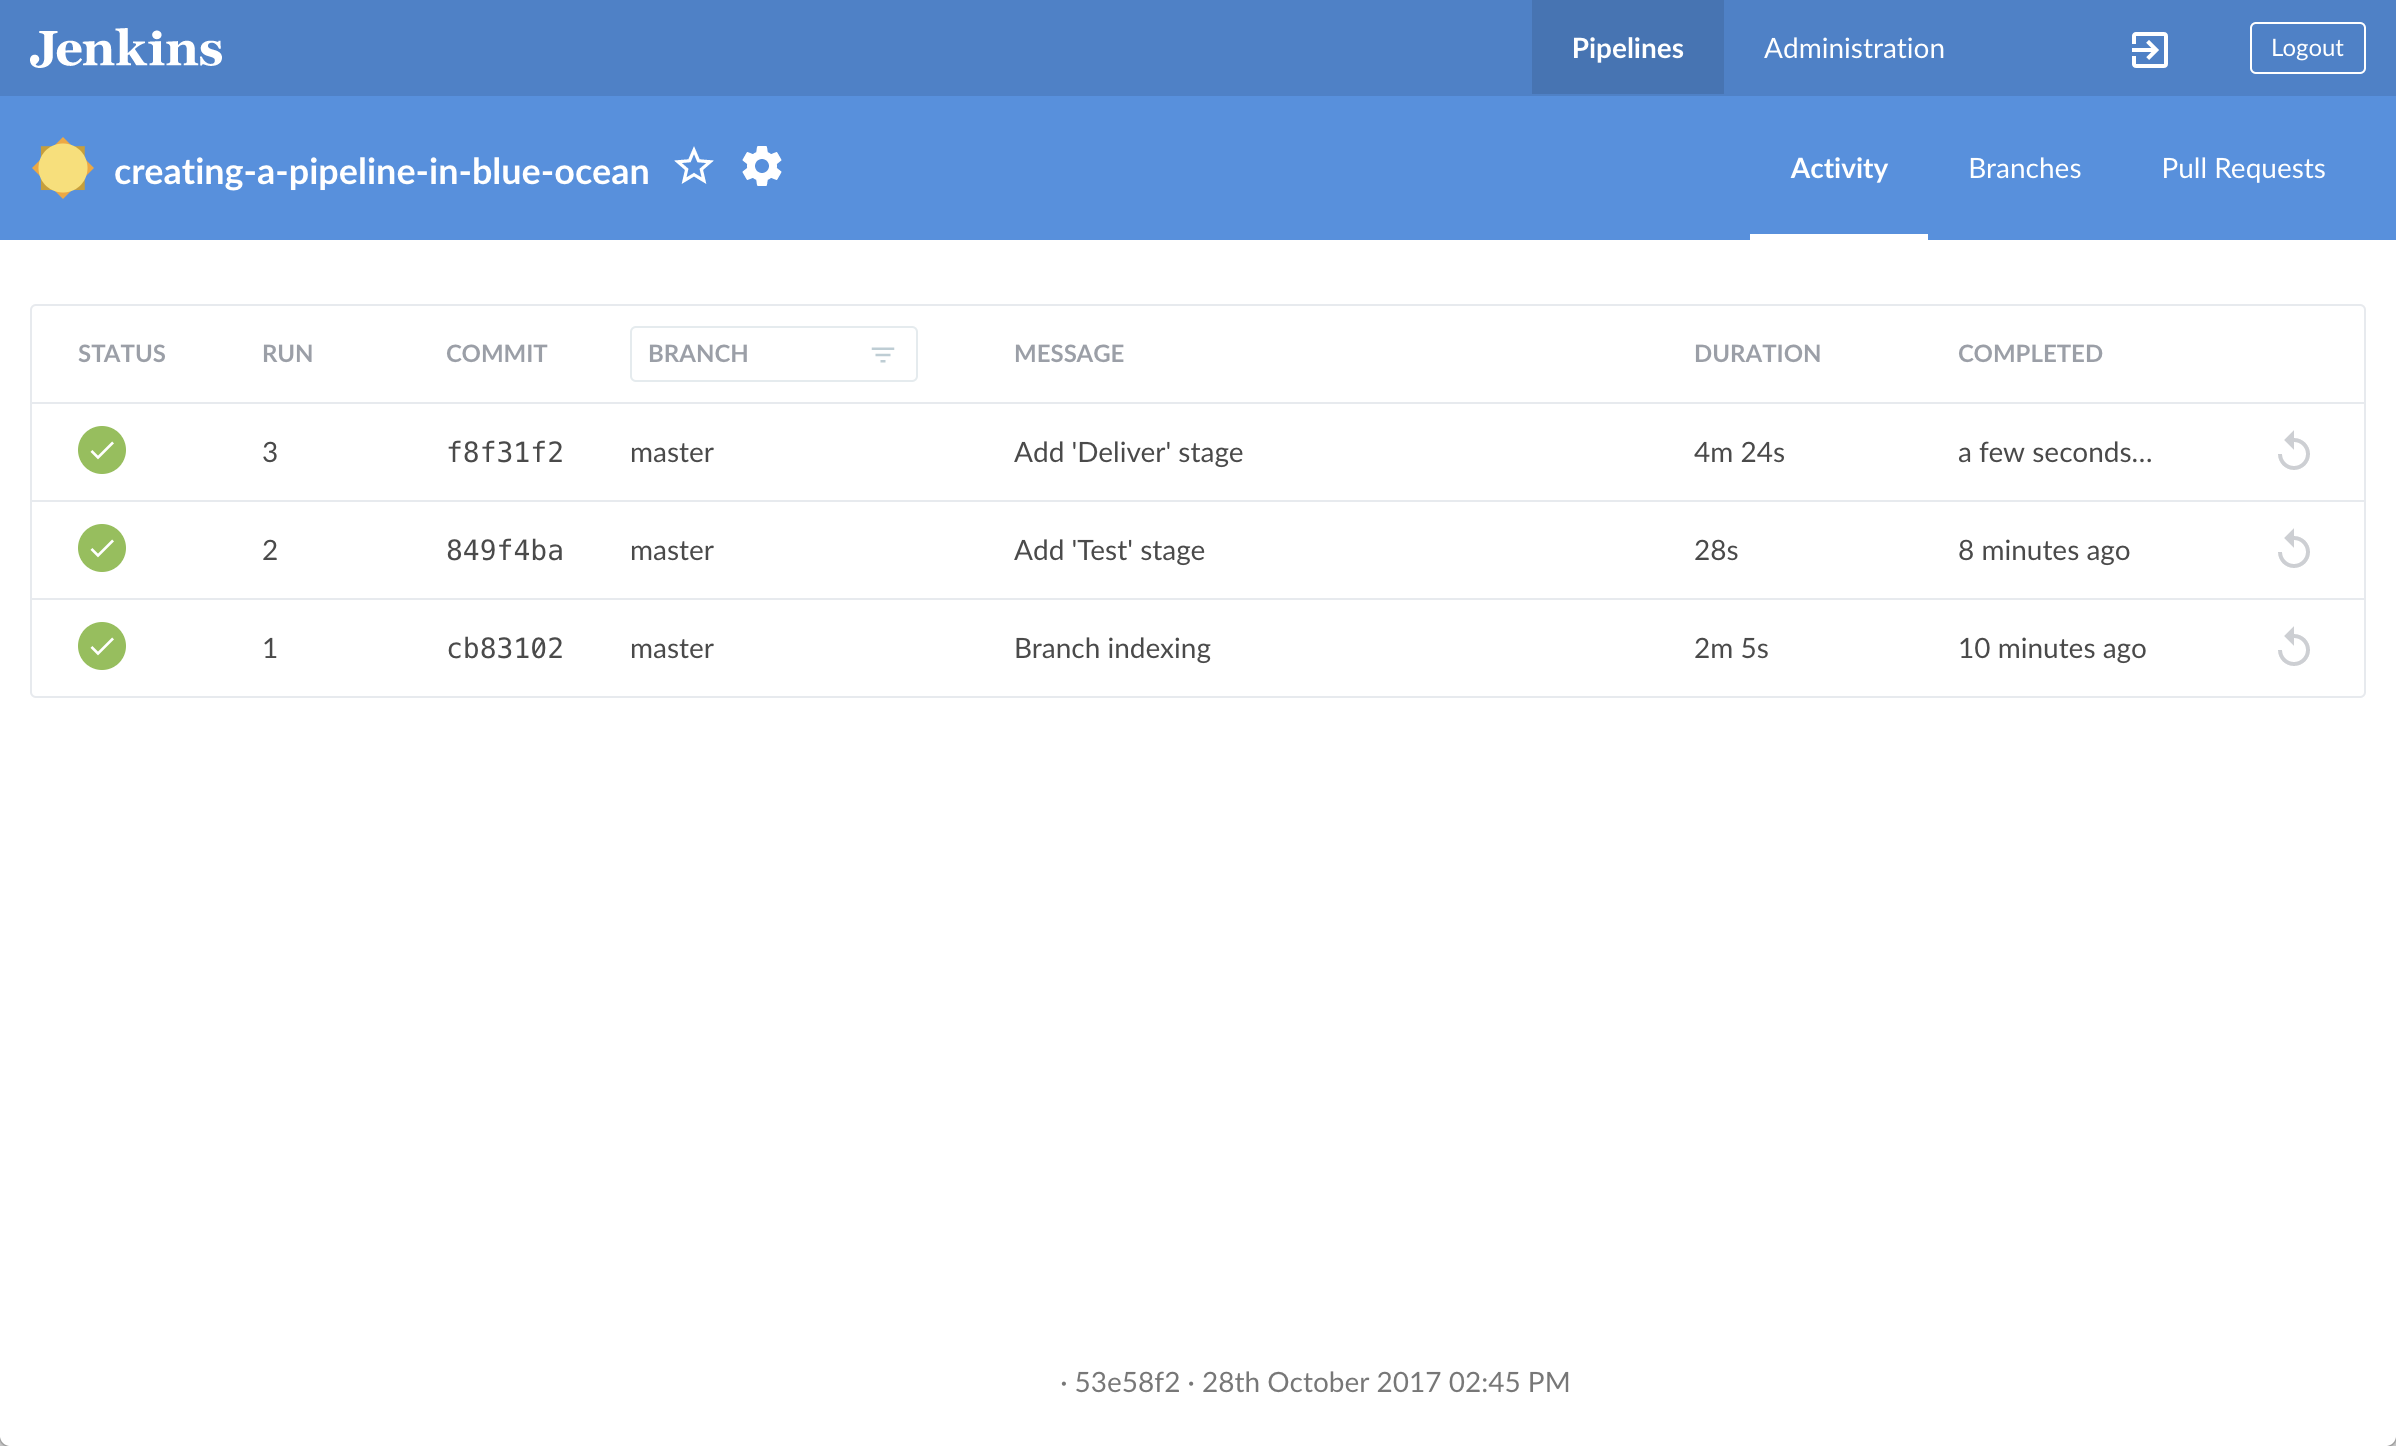 Jenkins Pipelines Administration Logout
creating-a-pipeline-in-blue-ocean Activity Branches Pull Requests
STATUS RUN COMMIT BRANCH MESSAGE DURATION COMPLETED
3 f8f31f2 master Add 'Deliver' stage 4m 24s a few seconds...
2 849f4ba master Add 'Test' stage 28s 8 minutes ago
1 cb83102 master Branch indexing 2m 5s 10 minutes ago
· 53e58f2 · 28th October 2017 02:45 PM